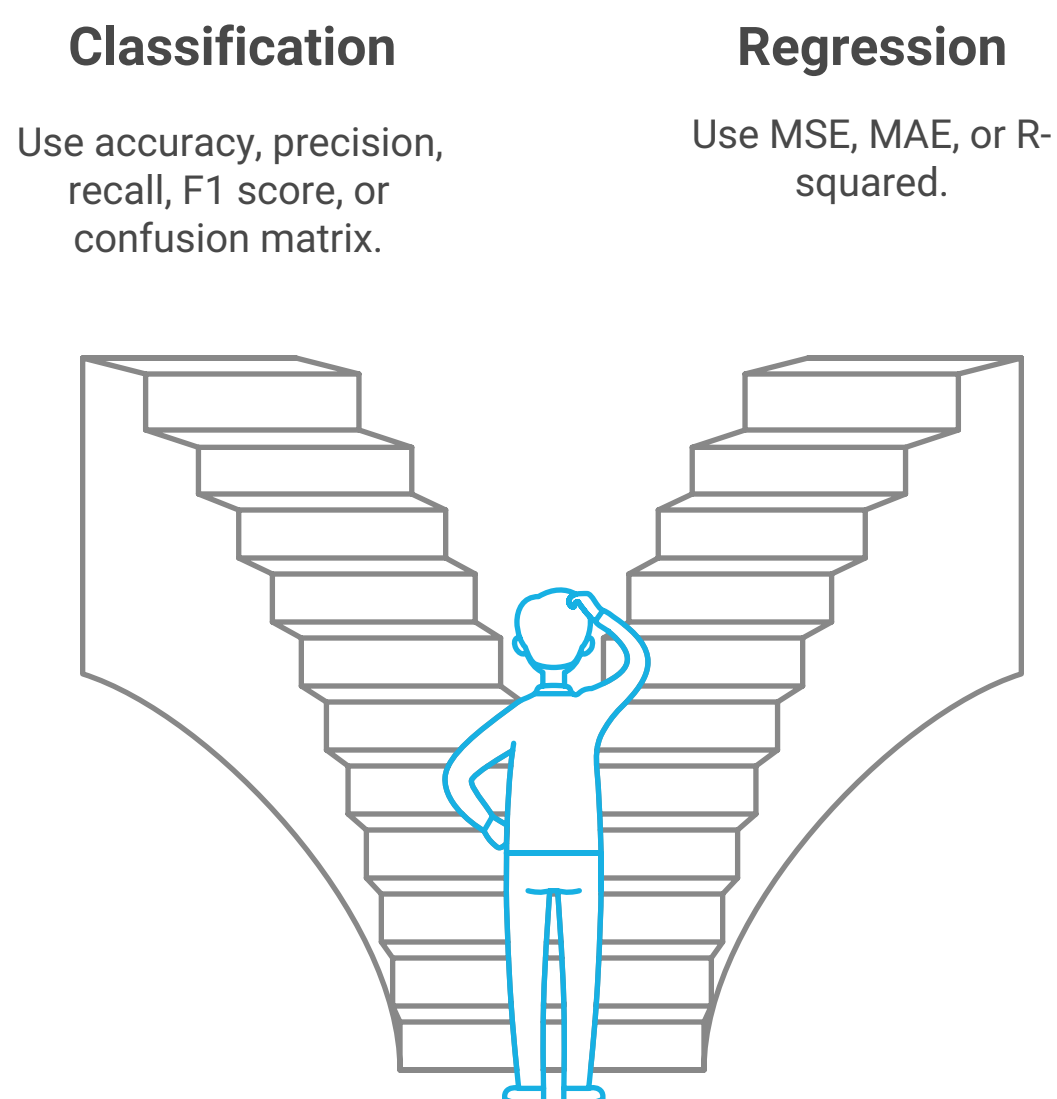 Classification
Use accuracy, precision,
recall, F1 score, or
confusion matrix.
Regression
Use MSE, MAE, or R-
squared.